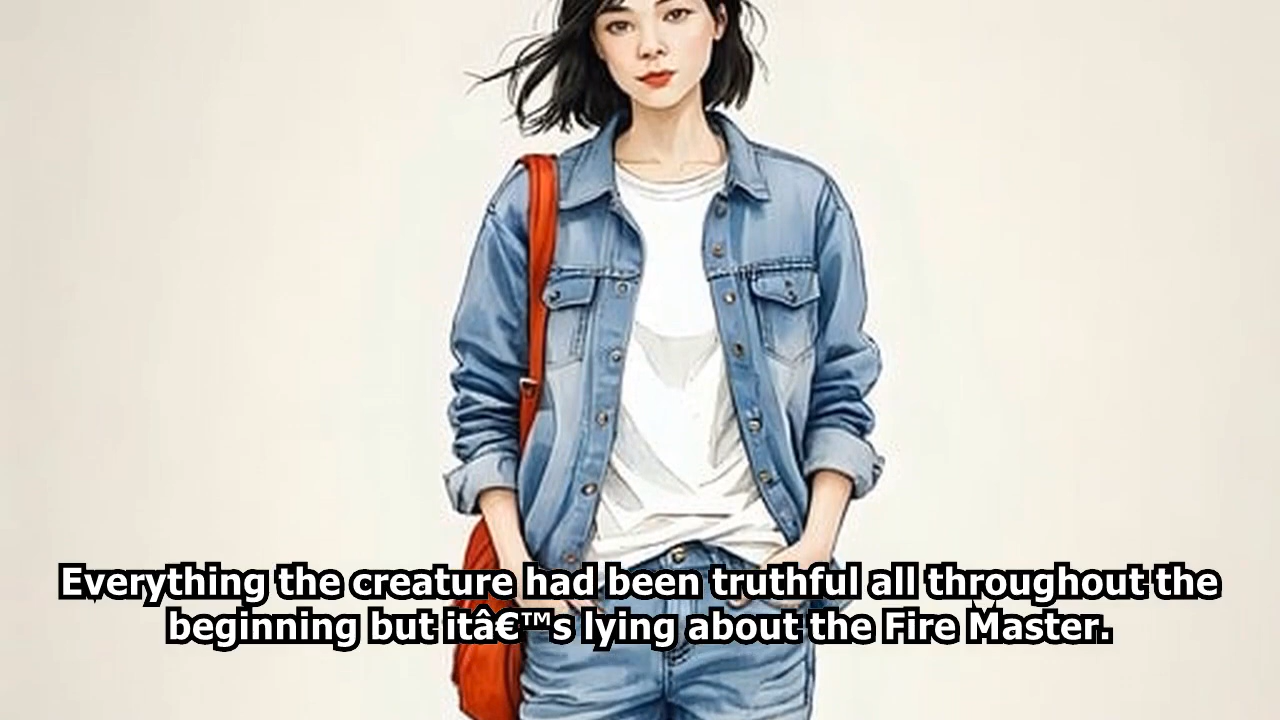 Everything the creature had been truthful all throughout the
beginning but itâ€™s lying about the Fire Master.